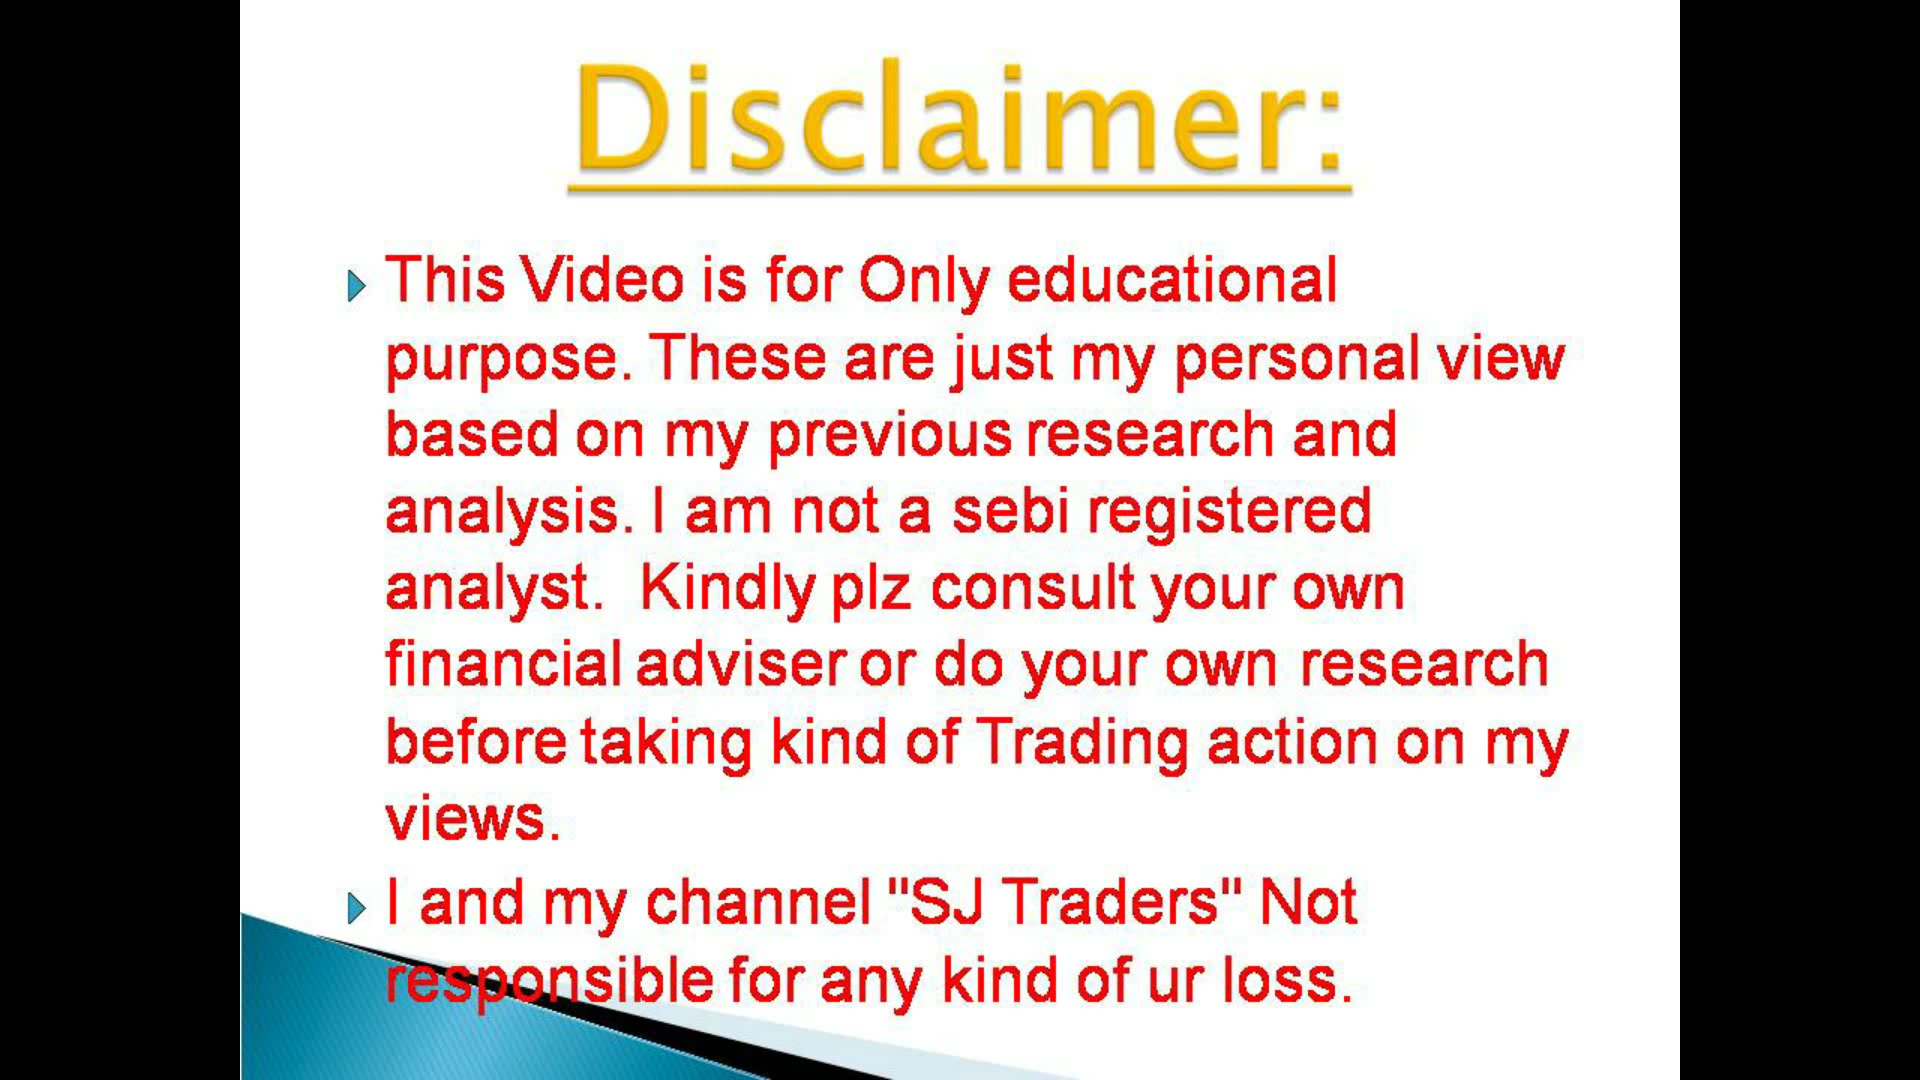 Disclaimer:
This Video is for Only educational
purpose. These are just my personal view
based on my previous research and
analysis. I am not a sebi registered
analyst.  Kindly plz consult your own
financial adviser or do your own research
before taking kind of Trading action on my
views.
I and my channel "SJ Traders" Not
responsible for any kind of ur loss.